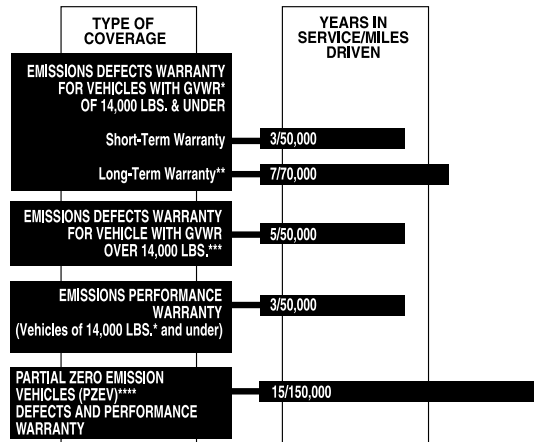 TYPE OF
COVERAGE
YEARS IN
SERVICE/MILES
DRIVEN
EMISSIONS DEFECTS WARRANTY
FOR VEHICLES WITH GVWR*
OF 14,000 LBS. & UNDER
Short-Term Warranty
3/50,000
Long-Term Warranty**
7/70,000
EMISSIONS DEFECTS WARRANTY
FOR VEHICLE WITH GVWR
OVER 14,000 LBS.***
5/50,000
EMISSIONS PERFORMANCE
WARRANTY
(Vehicles of 14,000 LBS.* and under)
3/50,000
PARTIAL ZERO EMISSION
VEHICLES (PZEV)****
DEFECTS AND PERFORMANCE
WARRANTY
15/150,000